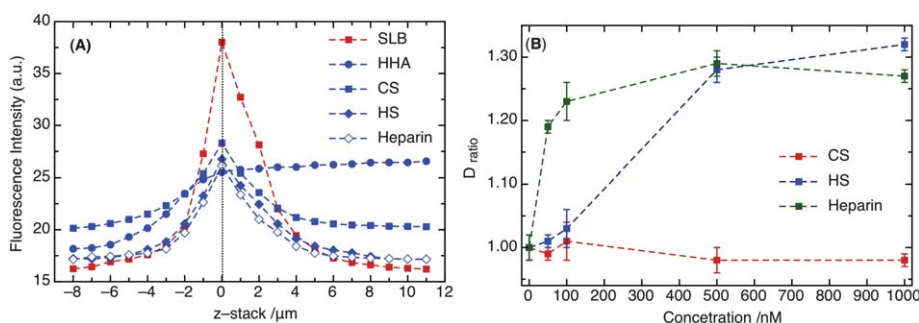 (A)
Fluorescence Intensity (a.u.)
40
35
30
25
20
15
SLB
HHA
CS
HS
Heparin
−8 −6 −4 −2 0 2 4 6 8 10 12
z−stack /µm
(B)
D ratio
1.30
1.20
1.10
1.00
CS
HS
Heparin
0 100 200 300 400 500 600 700 800 900 1000
Concetration /nM